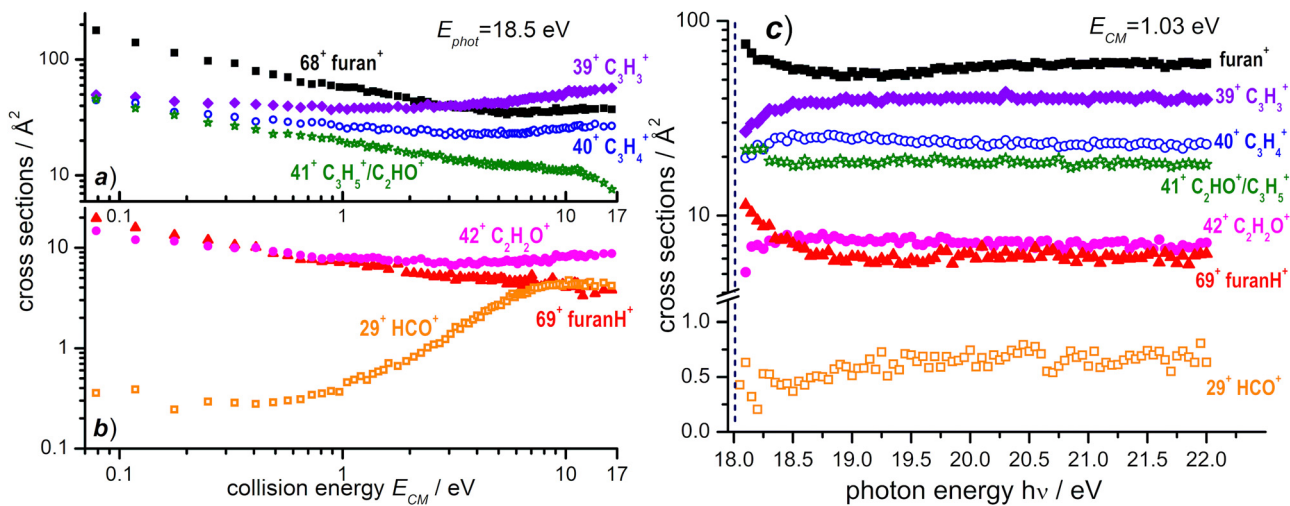 a)
E_phot=18.5 eV
68⁺ furan⁺
39⁺ C₃H₃⁺
40⁺ C₃H₄⁺
41⁺ C₃H₅⁺/C₂HO⁺
100
10
0.1 1 10 17
b)
42⁺ C₂H₂O⁺
29⁺ HCO⁺
69⁺ furanH⁺
10
1
0.1
0.1 1 10 17
cross sections / Å²
collision energy E_CM / eV
c)
E_CM=1.03 eV
furan⁺
39⁺ C₃H₃⁺
40⁺ C₃H₄⁺
41⁺ C₂HO⁺/C₃H₅⁺
42⁺ C₂H₂O⁺
69⁺ furanH⁺
29⁺ HCO⁺
100
10
1.0
0.5
0.0
18.0 18.5 19.0 19.5 20.0 20.5 21.0 21.5 22.0
cross sections / Å²
photon energy hν / eV